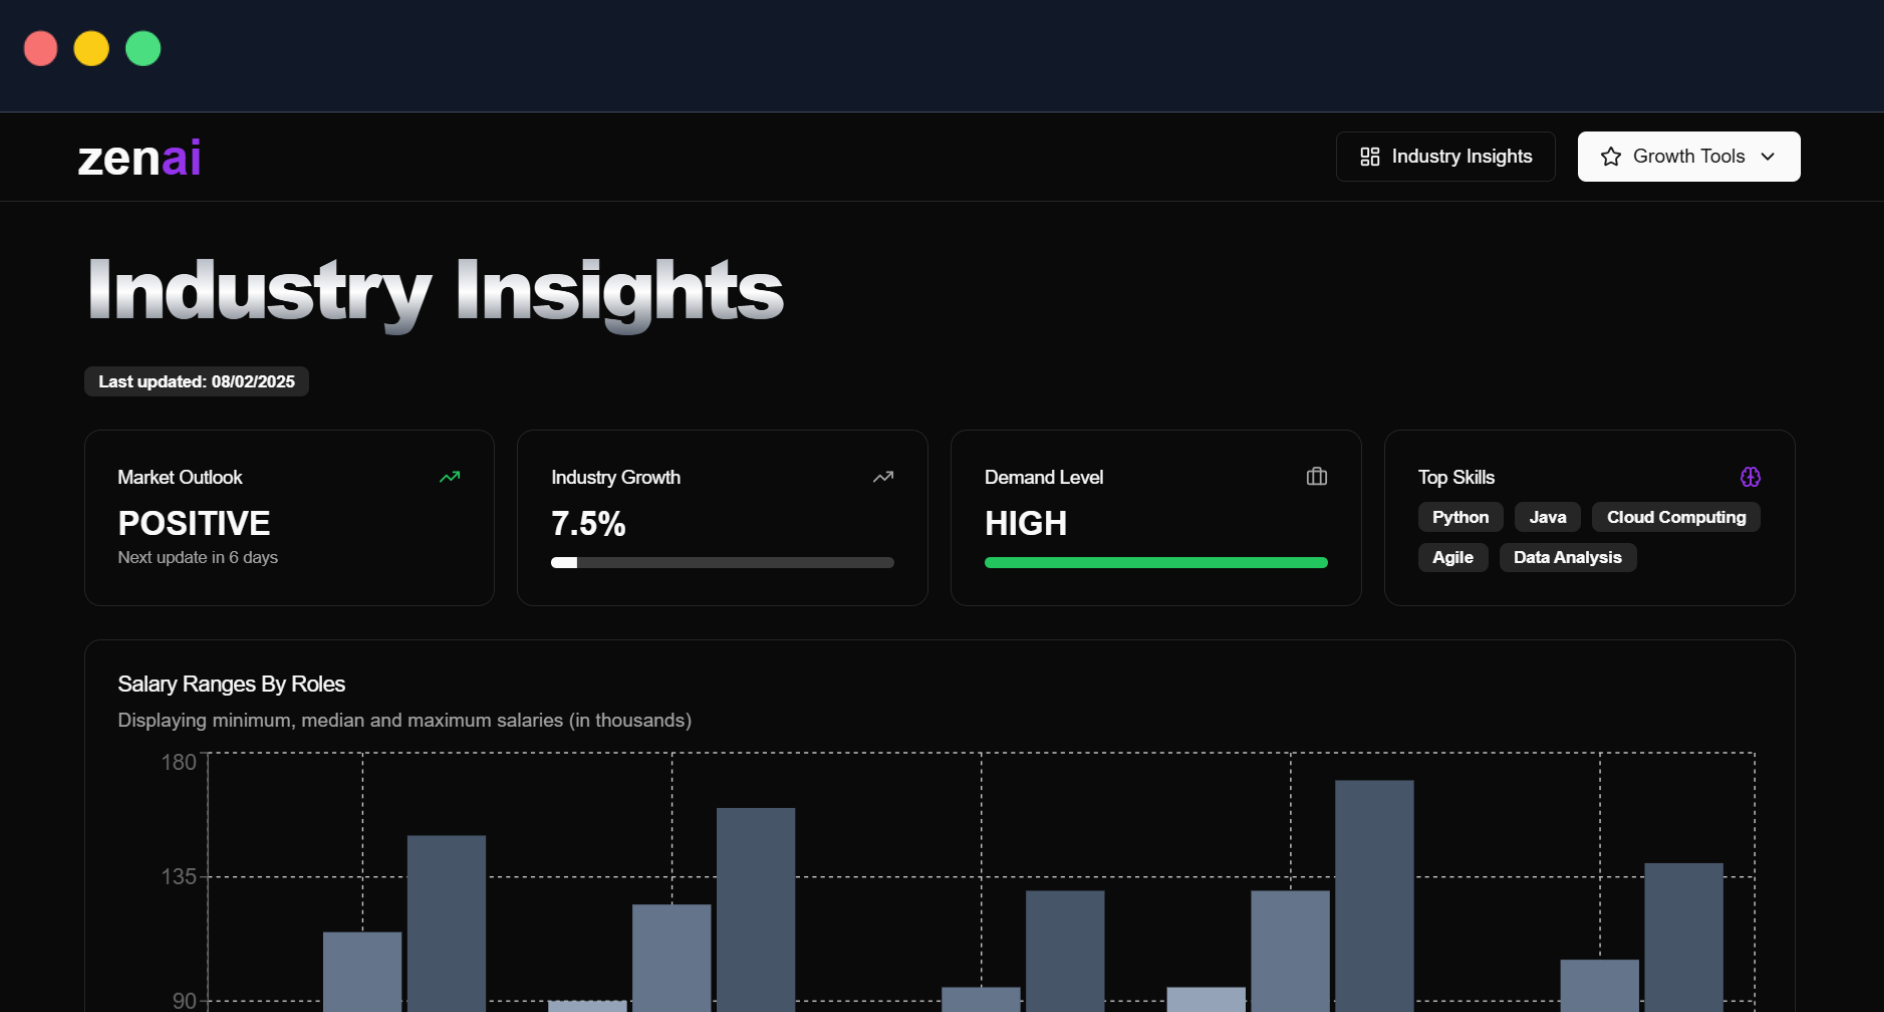 zenai
Industry Insights
Growth Tools
Industry Insights
Last updated: 08/02/2025
Market Outlook
POSITIVE
Next update in 6 days
Industry Growth
7.5%
Demand Level
HIGH
Top Skills
Python Java Cloud Computing
Agile Data Analysis
Salary Ranges By Roles
Displaying minimum, median and maximum salaries (in thousands)
180
135
90